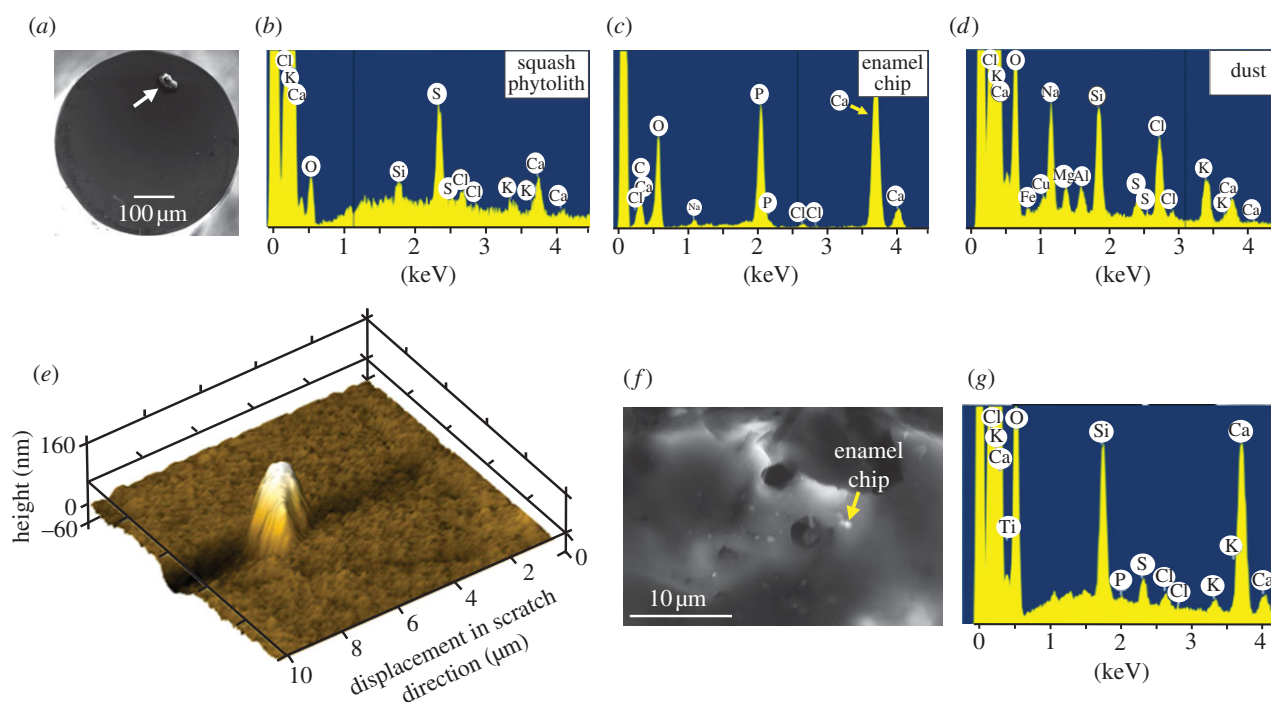 (a)
100 µm
(b)
squash
phytolith
Cl
K
Ca
O
Si
S
S
Cl
Cl
K
K
Ca
Ca
0 1 2 3 4
(keV)
(c)
enamel
chip
C
Ca
Cl
O
Na
P
P
Cl
Cl
Ca
Ca
0 1 2 3 4
(keV)
(d)
dust
Cl
K
Ca
O
Fe
Cu
Na
Mg
Al
Si
S
S
Cl
Cl
K
K
Ca
Ca
0 1 2 3 4
(keV)
(e)
height (nm)
160
0
–60
10 8 6 4 2 0
displacement in scratch
direction (µm)
(f)
enamel
chip
10 µm
(g)
Cl
K
Ca
Ti
O
Si
P
S
Cl
Cl
K
K
Ca
Ca
0 1 2 3 4
(keV)